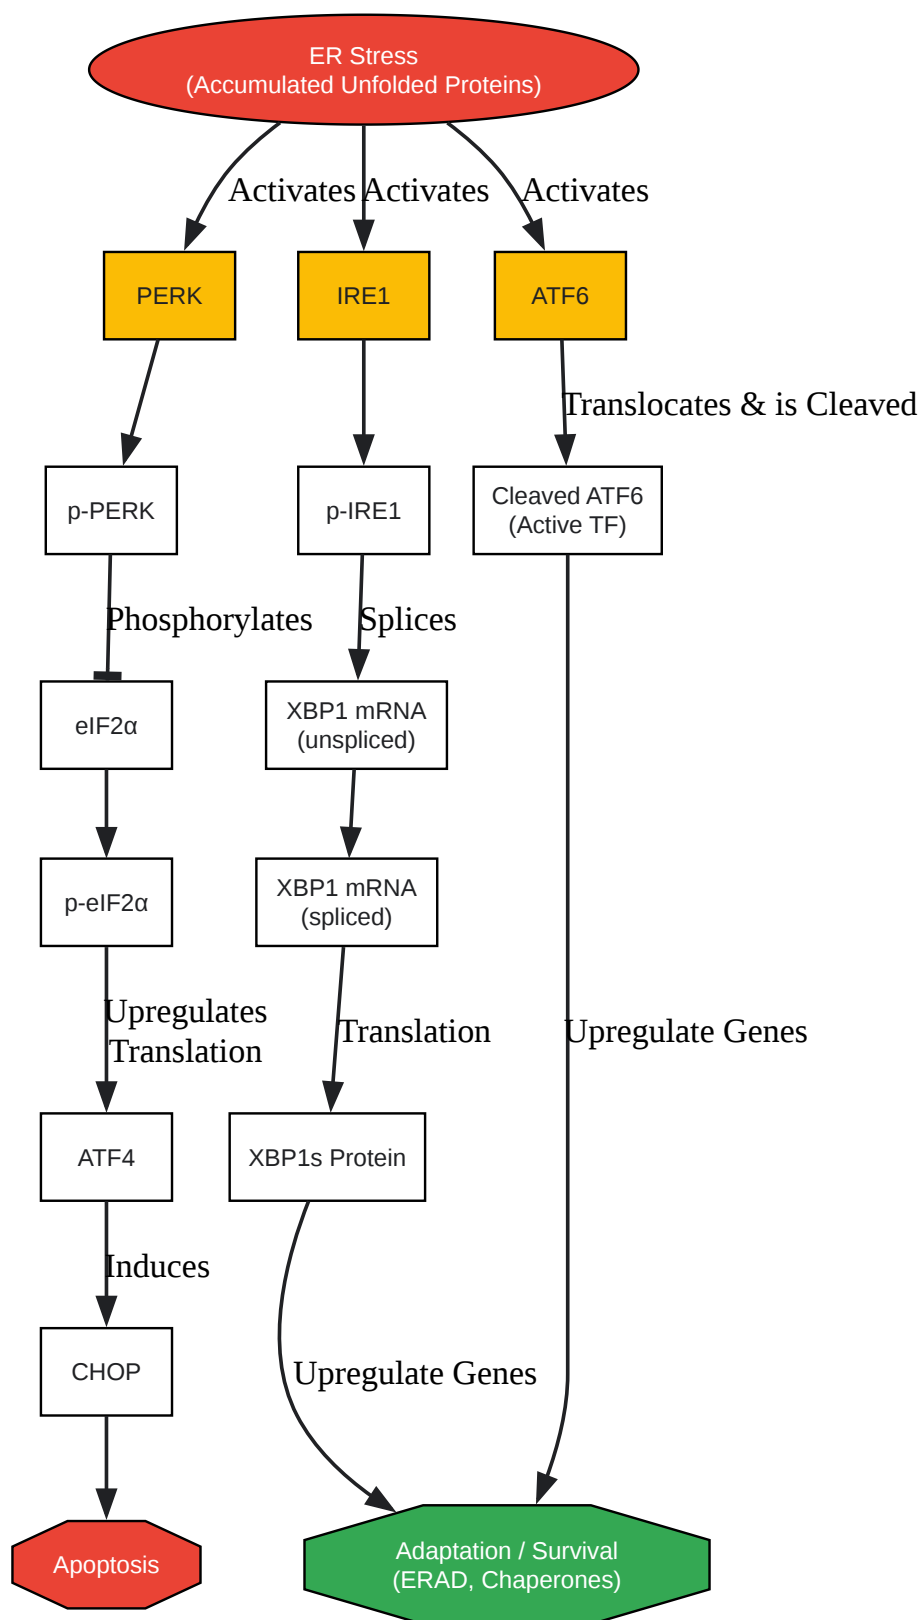 ER Stress
(Accumulated Unfolded Proteins)
Activates
Activates
Activates
PERK
IRE1
ATF6
Translocates & is Cleaved
p-PERK
p-IRE1
Cleaved ATF6
(Active TF)
Phosphorylates
Splices
eIF2α
XBP1 mRNA
(unspliced)
p-eIF2α
XBP1 mRNA
(spliced)
Upregulates
Translation
Translation
Upregulate Genes
ATF4
XBP1s Protein
Induces
CHOP
Upregulate Genes
Apoptosis
Adaptation / Survival
(ERAD, Chaperones)